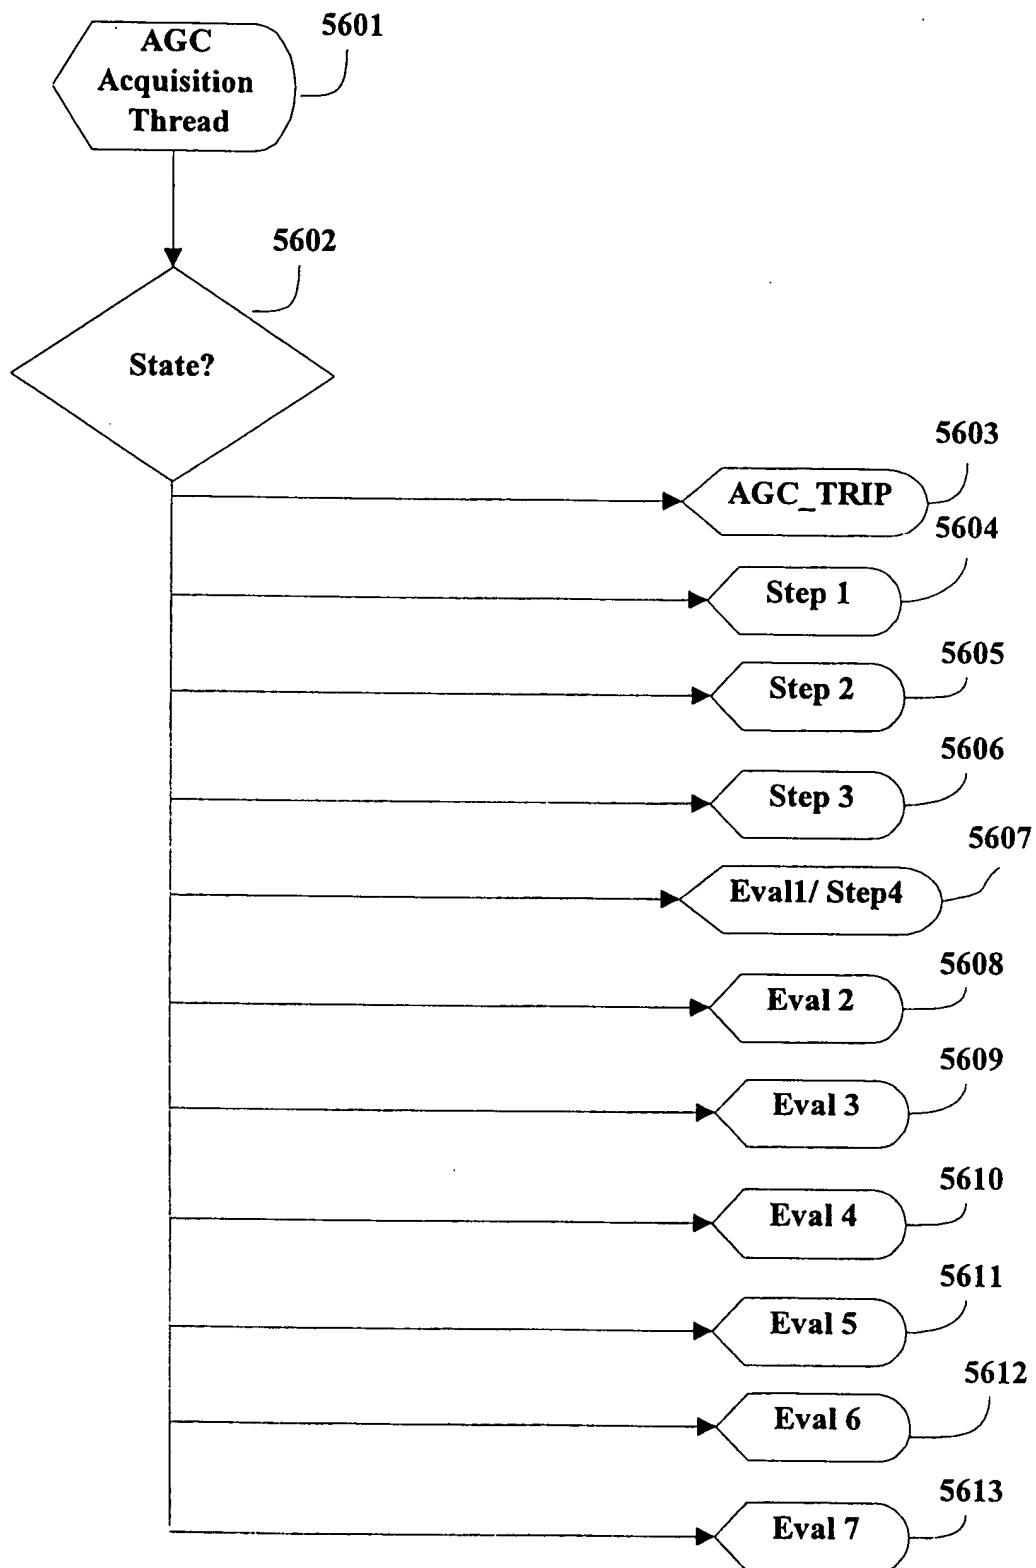 5601
AGC
Acquisition
Thread
5602
State?
5603
AGC_TRIP
5604
Step 1
5605
Step 2
5606
Step 3
5607
Eval1/ Step4
5608
Eval 2
5609
Eval 3
5610
Eval 4
5611
Eval 5
5612
Eval 6
5613
Eval 7